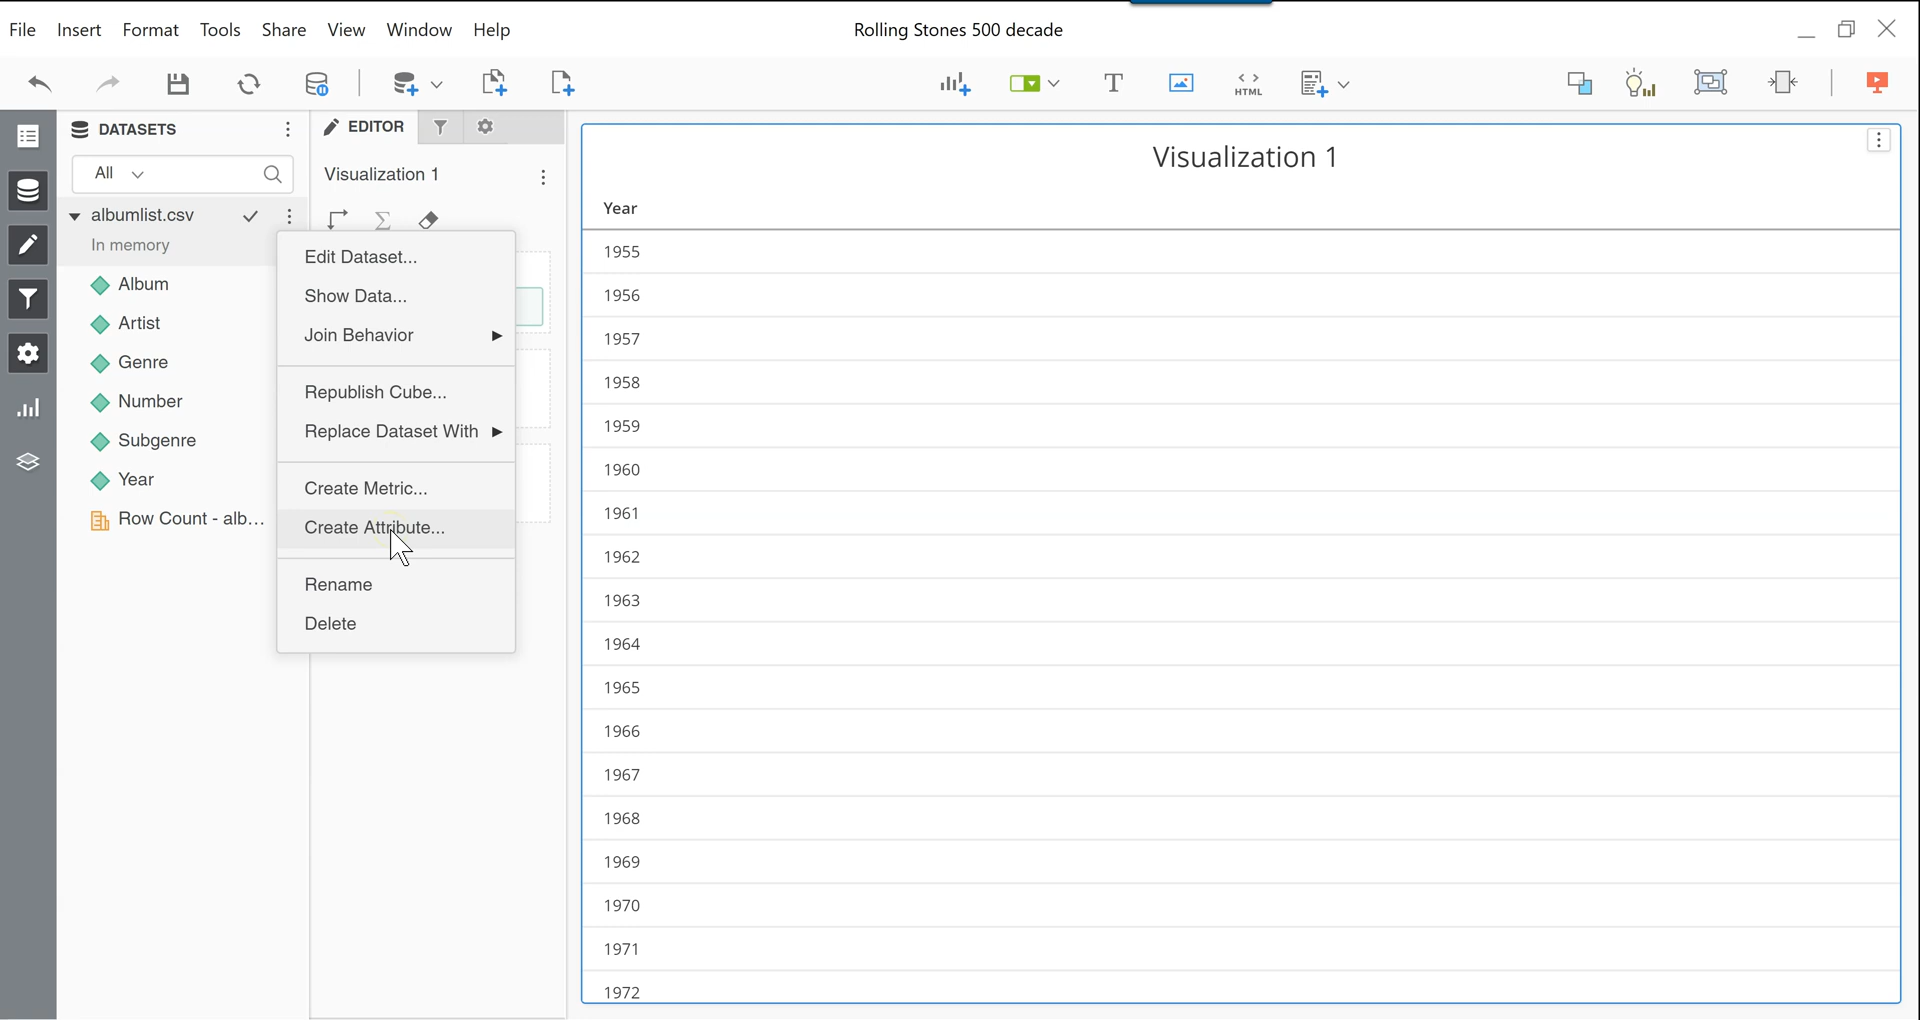 File Insert Format Tools Share View Window Help
Rolling Stones 500 decade
T
HTML
DATASETS
All
albumlist.csv
In memory
Album
Artist
Genre
Number
Subgenre
Year
Row Count - alb...
EDITOR
Visualization 1
Edit Dataset...
Show Data...
Join Behavior
Republish Cube...
Replace Dataset With
Create Metric...
Create Attribute...
Rename
Delete
Visualization 1
Year
1955
1956
1957
1958
1959
1960
1961
1962
1963
1964
1965
1966
1967
1968
1969
1970
1971
1972